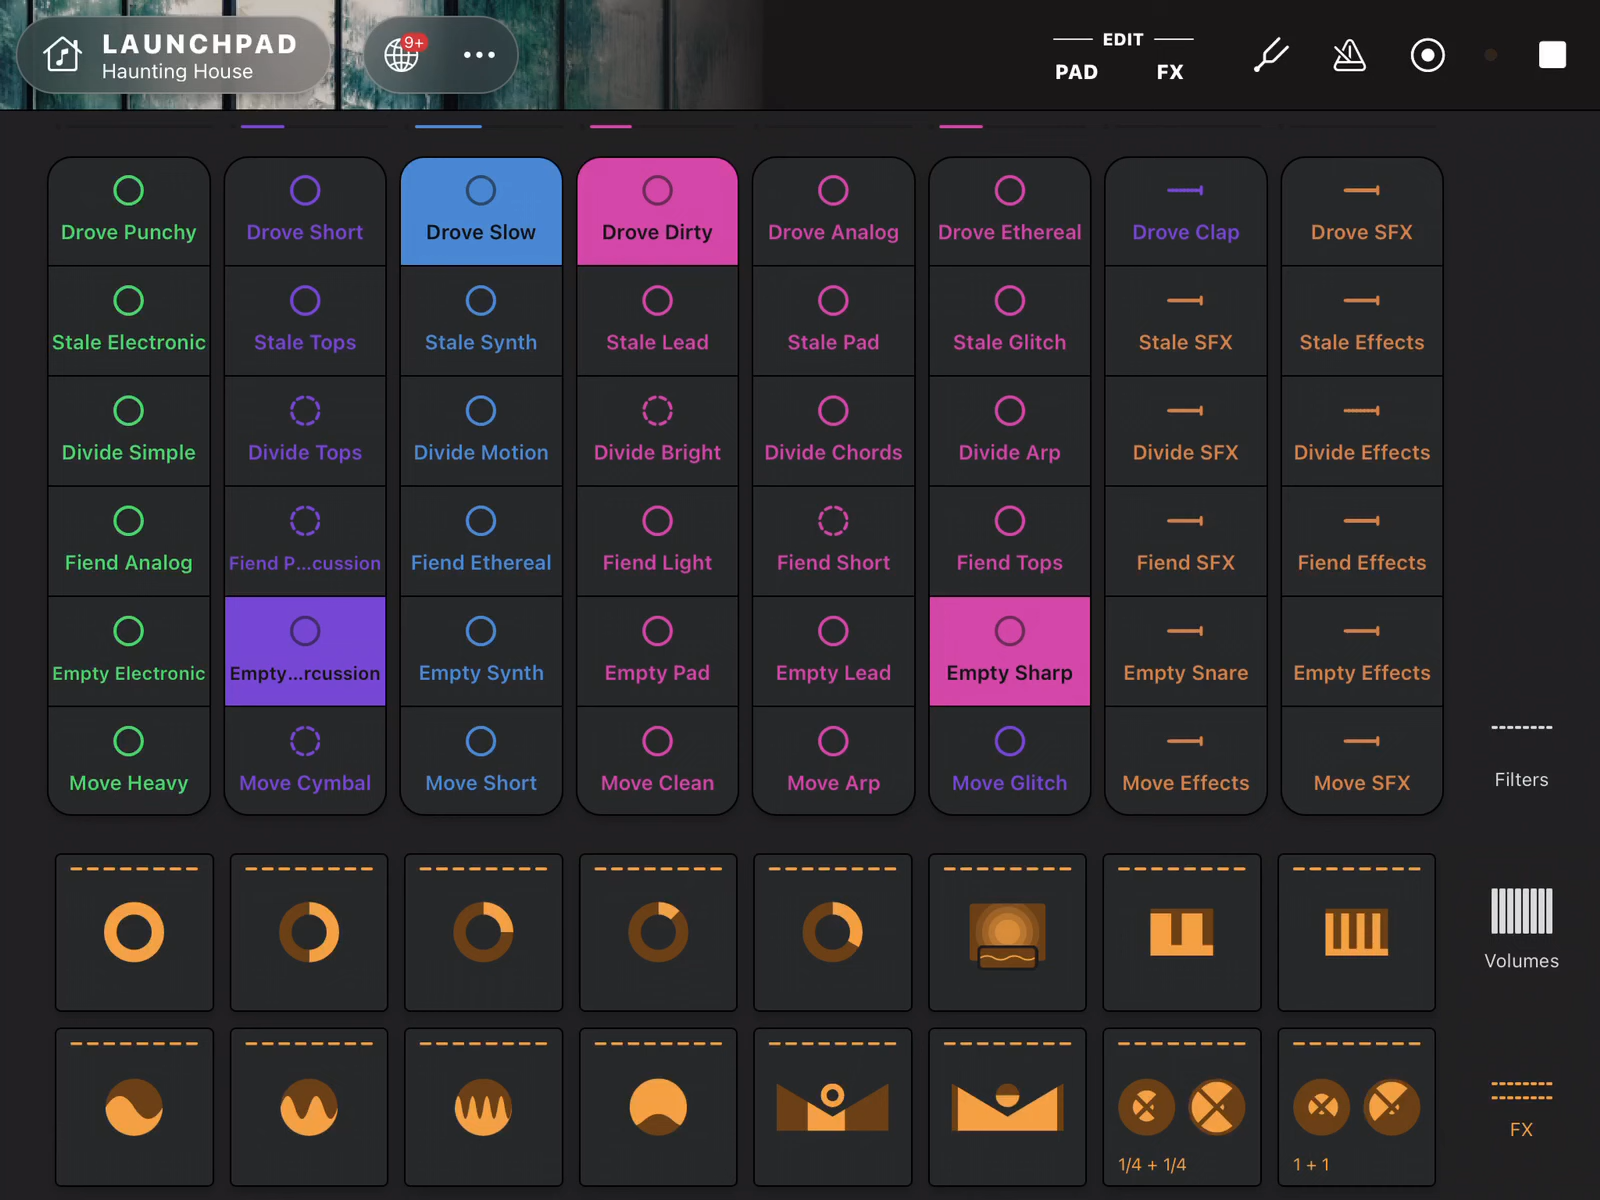 LAUNCHPAD
Haunting House
9+
EDIT
PAD FX
Drove Punchy Drove Short Drove Slow Drove Dirty Drove Analog Drove Ethereal Drove Clap Drove SFX
Stale Electronic Stale Tops Stale Synth Stale Lead Stale Pad Stale Glitch Stale SFX Stale Effects
Divide Simple Divide Tops Divide Motion Divide Bright Divide Chords Divide Arp Divide SFX Divide Effects
Fiend Analog Fiend P...cussion Fiend Ethereal Fiend Light Fiend Short Fiend Tops Fiend SFX Fiend Effects
Empty Electronic Empty...rcussion Empty Synth Empty Pad Empty Lead Empty Sharp Empty Snare Empty Effects
Move Heavy Move Cymbal Move Short Move Clean Move Arp Move Glitch Move Effects Move SFX
Filters
Volumes
FX
1/4 + 1/4 1 + 1